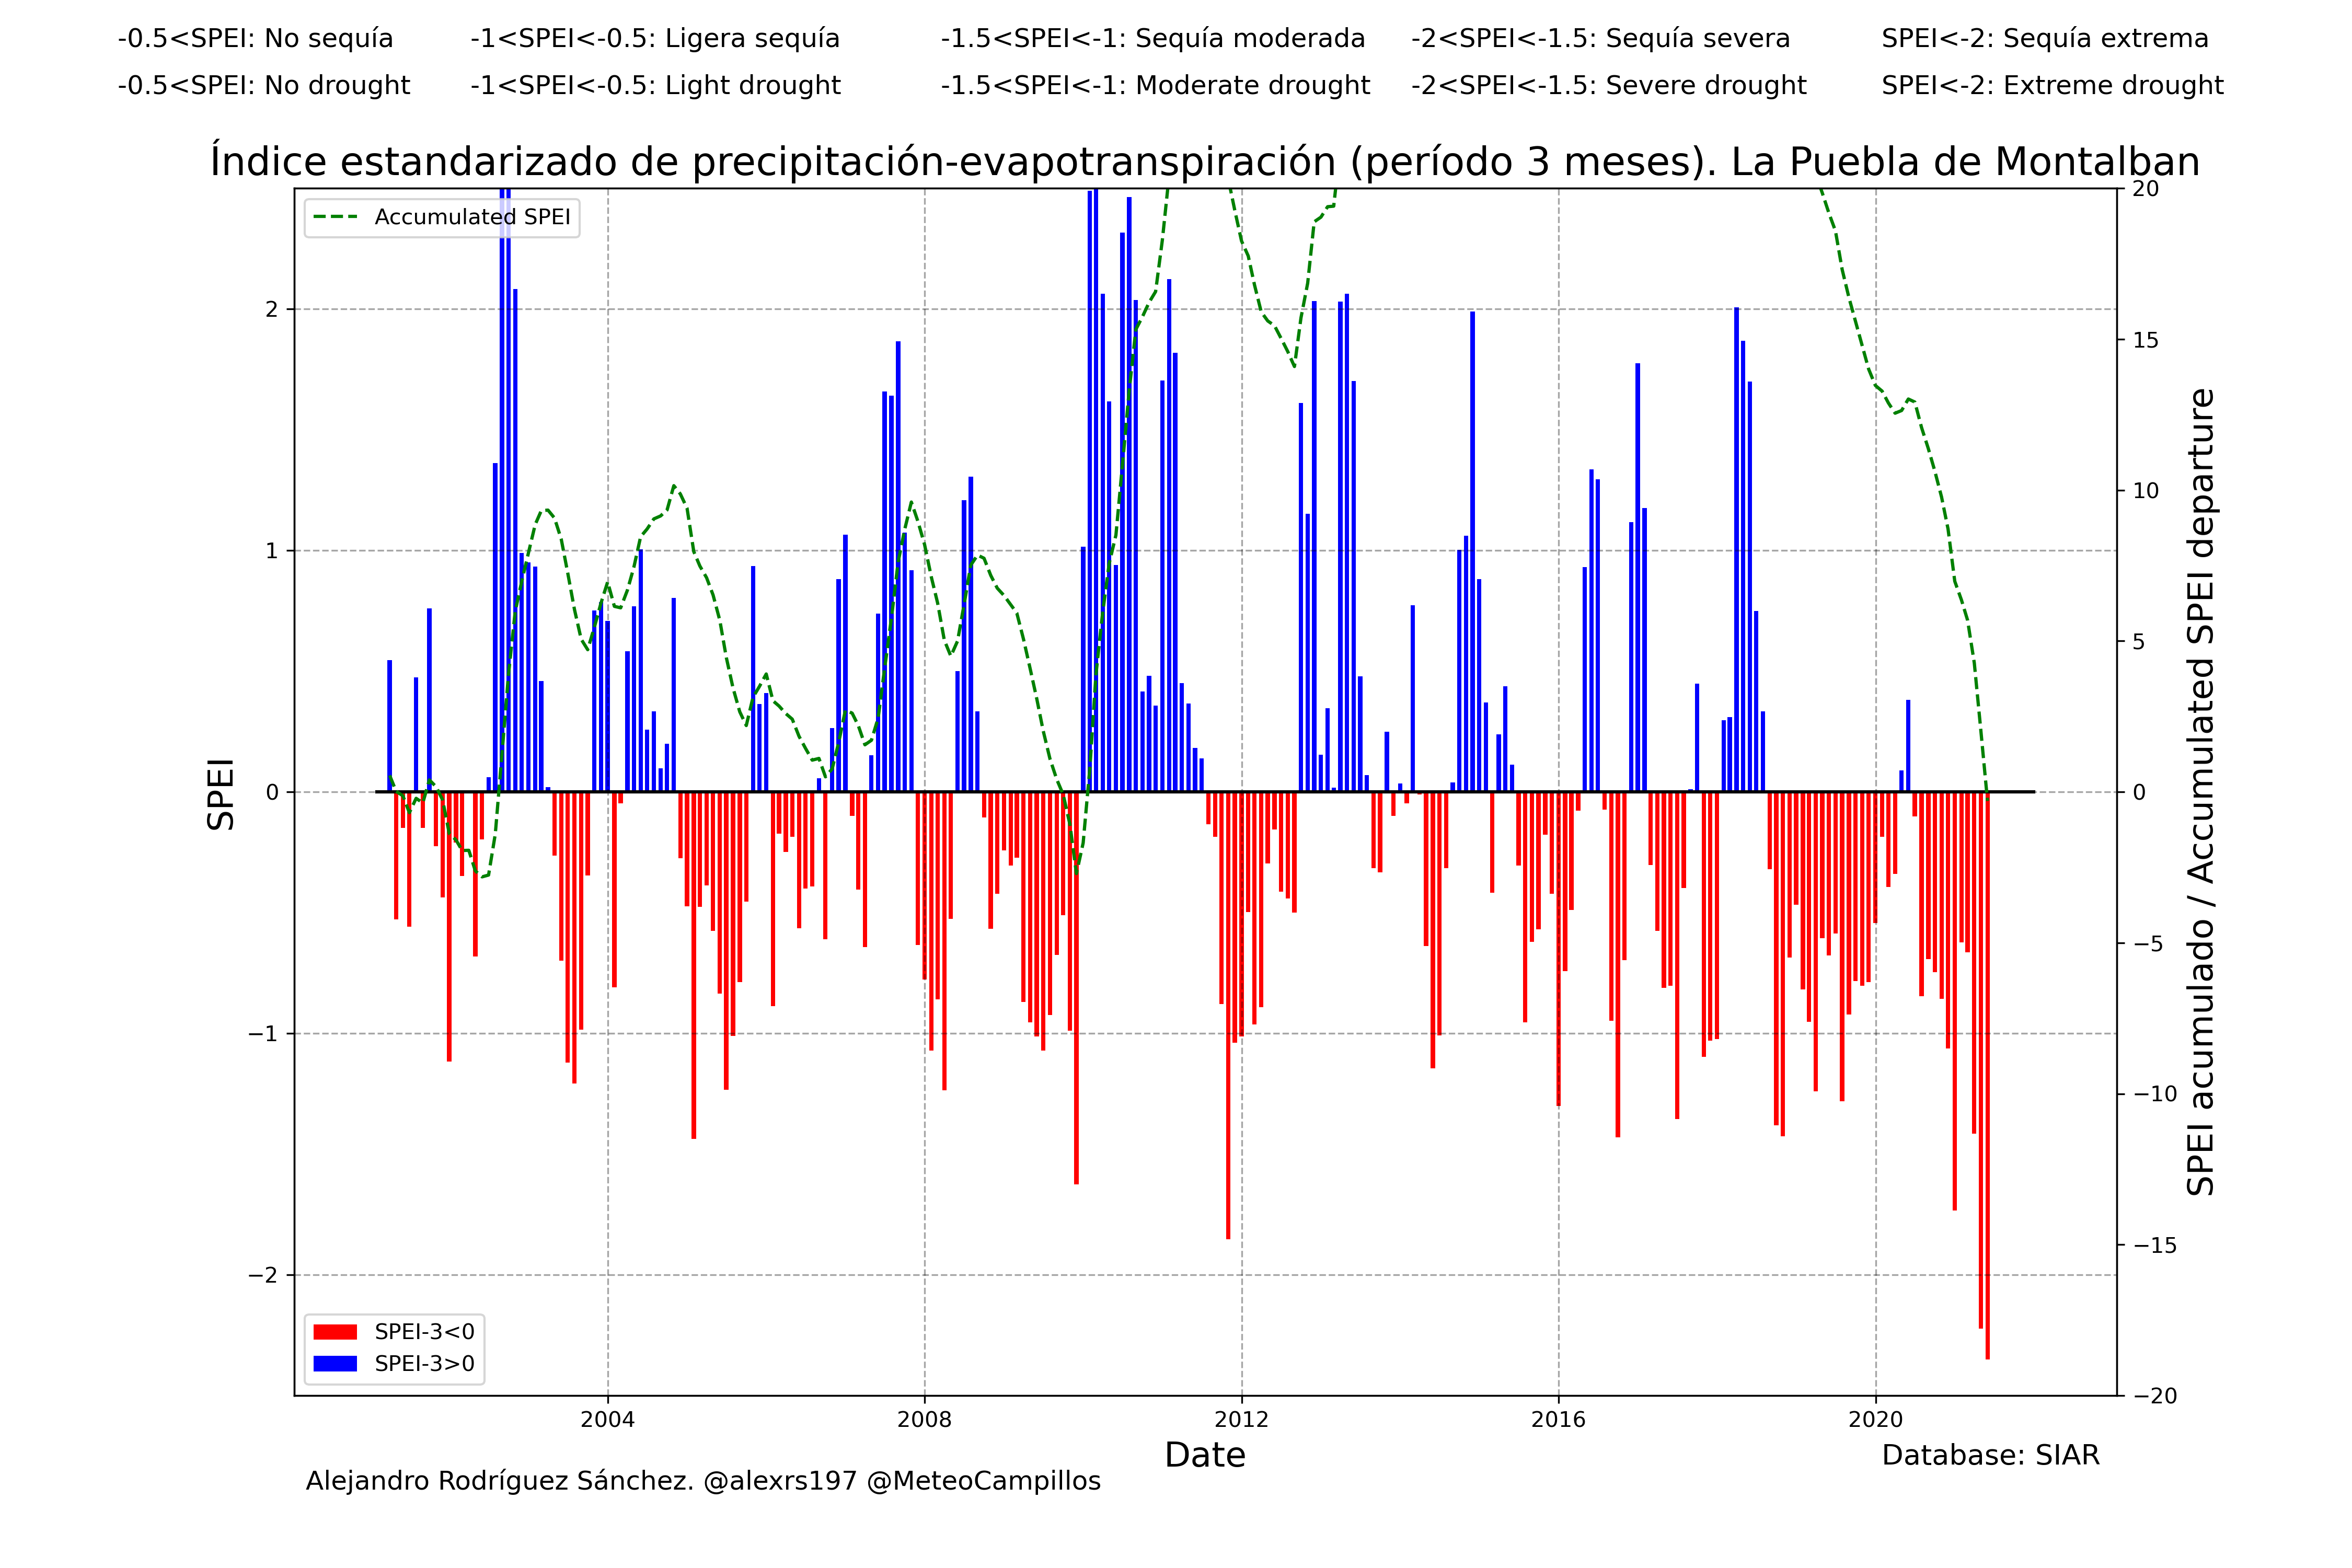 -0.5<SPEI: No sequía -1<SPEI<-0.5: Ligera sequía -1.5<SPEI<-1: Sequía moderada -2<SPEI<-1.5: Sequía severa SPEI<-2: Sequía extrema
-0.5<SPEI: No drought -1<SPEI<-0.5: Light drought -1.5<SPEI<-1: Moderate drought -2<SPEI<-1.5: Severe drought SPEI<-2: Extreme drought
Índice estandarizado de precipitación-evapotranspiración (período 3 meses). La Puebla de Montalban
Accumulated SPEI
2
1
0
−1
−2
SPEI
20
15
10
5
0
−5
−10
−15
−20
SPEI acumulado / Accumulated SPEI departure
SPEI-3<0
SPEI-3>0
2004 2008 2012 2016 2020
Date
Database: SIAR
Alejandro Rodríguez Sánchez. @alexrs197 @MeteoCampillos